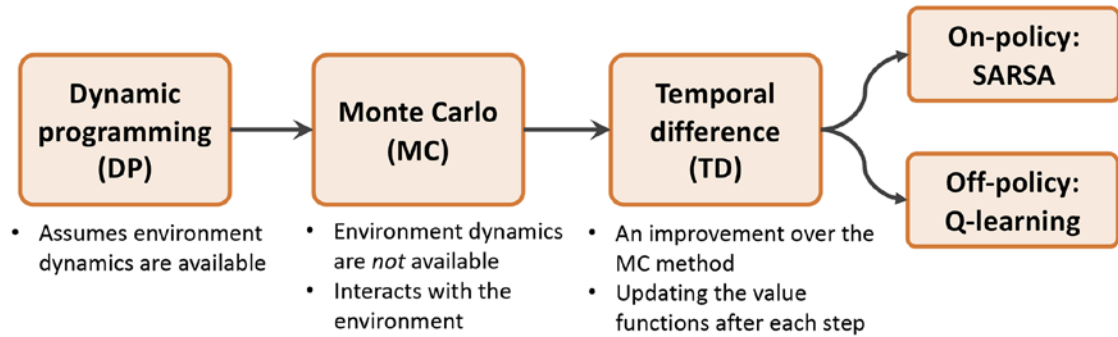 Dynamic
programming
(DP)
• Assumes environment
dynamics are available
Monte Carlo
(MC)
• Environment dynamics
are not available
• Interacts with the
environment
Temporal
difference
(TD)
• An improvement over the
MC method
• Updating the value
functions after each step
On-policy:
SARSA
Off-policy:
Q-learning